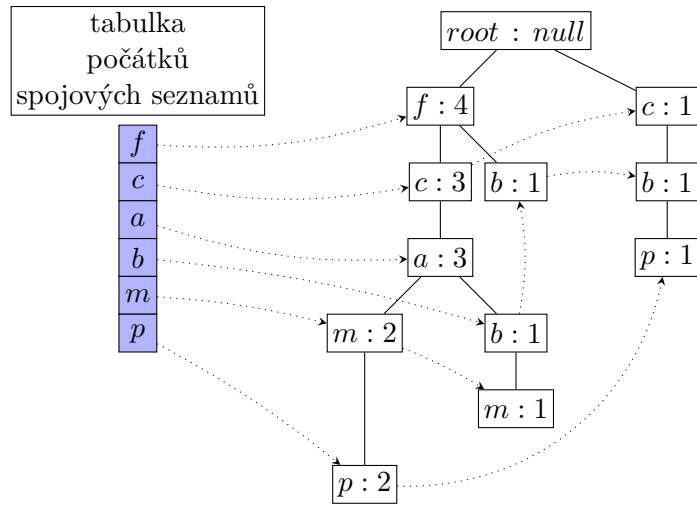 tabulka
počátků
spojových seznamů
root : null
f : 4
c : 1
f
c
a
b
m
p
c : 3
b : 1
b : 1
a : 3
p : 1
m : 2
b : 1
m : 1
p : 2